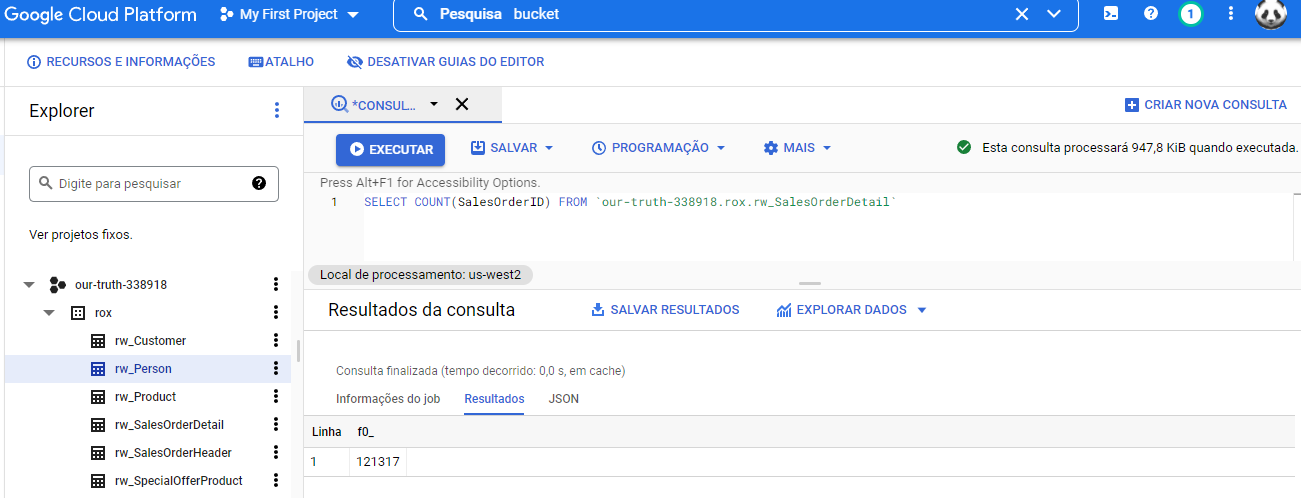 Google Cloud Platform My First Project Pesquisa bucket 1
RECURSOS E INFORMAÇÕES ATALHO DESATIVAR GUIAS DO EDITOR
Explorer
*CONSUL... CRIAR NOVA CONSULTA
EXECUTAR SALVAR PROGRAMAÇÃO MAIS Esta consulta processará 947,8 KiB quando executada.
Press Alt+F1 for Accessibility Options.
Digite para pesquisar
1 SELECT COUNT(SalesOrderID) FROM `our-truth-338918.rox.rw_SalesOrderDetail`
Ver projetos fixos.
Local de processamento: us-west2
our-truth-338918
rox
rw_Customer
rw_Person
rw_Product
rw_SalesOrderDetail
rw_SalesOrderHeader
rw_SpecialOfferProduct
Resultados da consulta SALVAR RESULTADOS EXPLORAR DADOS
Consulta finalizada (tempo decorrido: 0,0 s, em cache)
Informações do job Resultados JSON
Linha f0_
1 121317